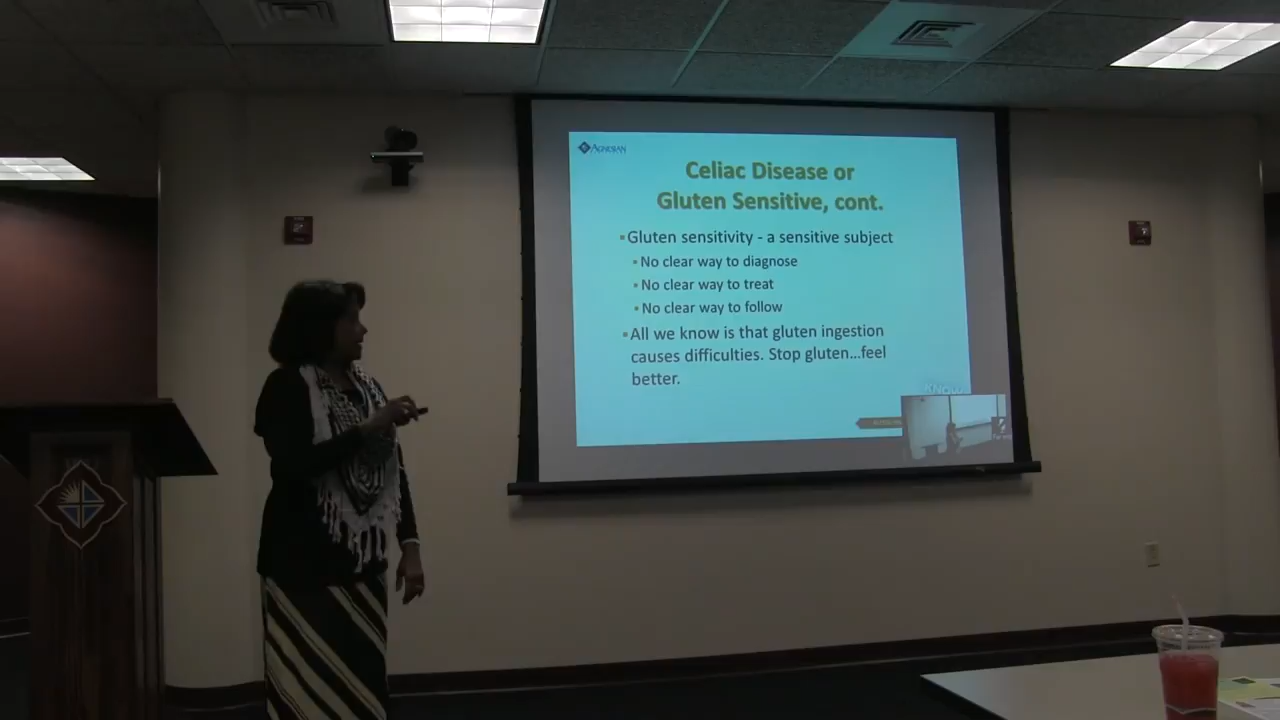 AGNESIAN
Celiac Disease or
Gluten Sensitive, cont.
▪Gluten sensitivity - a sensitive subject
▪No clear way to diagnose
▪No clear way to treat
▪No clear way to follow
▪All we know is that gluten ingestion
causes difficulties. Stop gluten...feel
better.